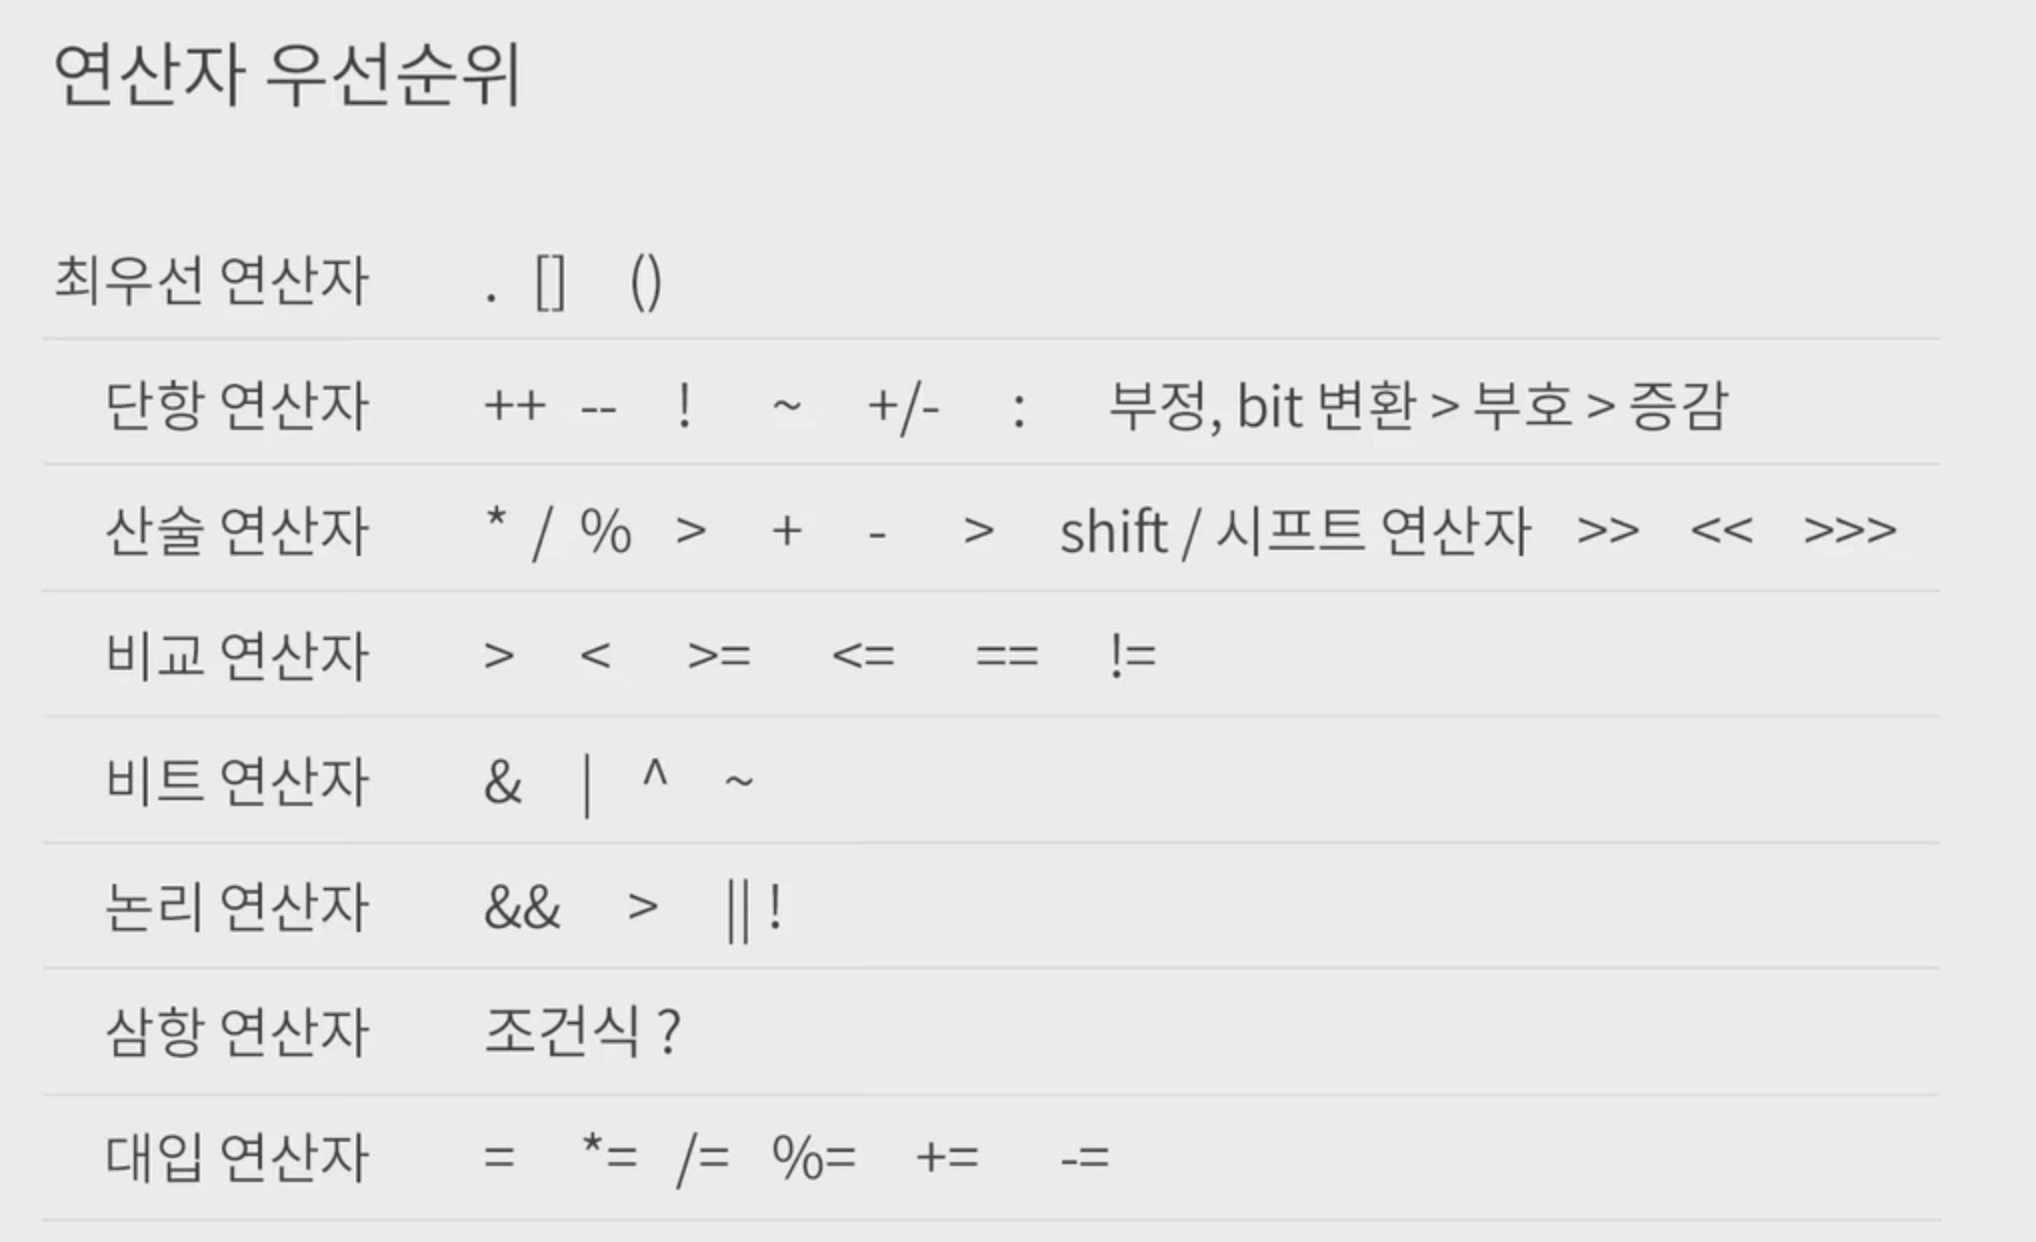 연산자 우선순위
최우선 연산자 . [] ()
단항 연산자 ++ -- ! ~ +/- : 부정, bit 변환 > 부호 > 증감
산술 연산자 * / % > + - > shift / 시프트 연산자 >> << >>>
비교 연산자 > < >= <= == !=
비트 연산자 & | ^ ~
논리 연산자 && > || !
삼항 연산자 조건식 ?
대입 연산자 = *= /= %= += -=